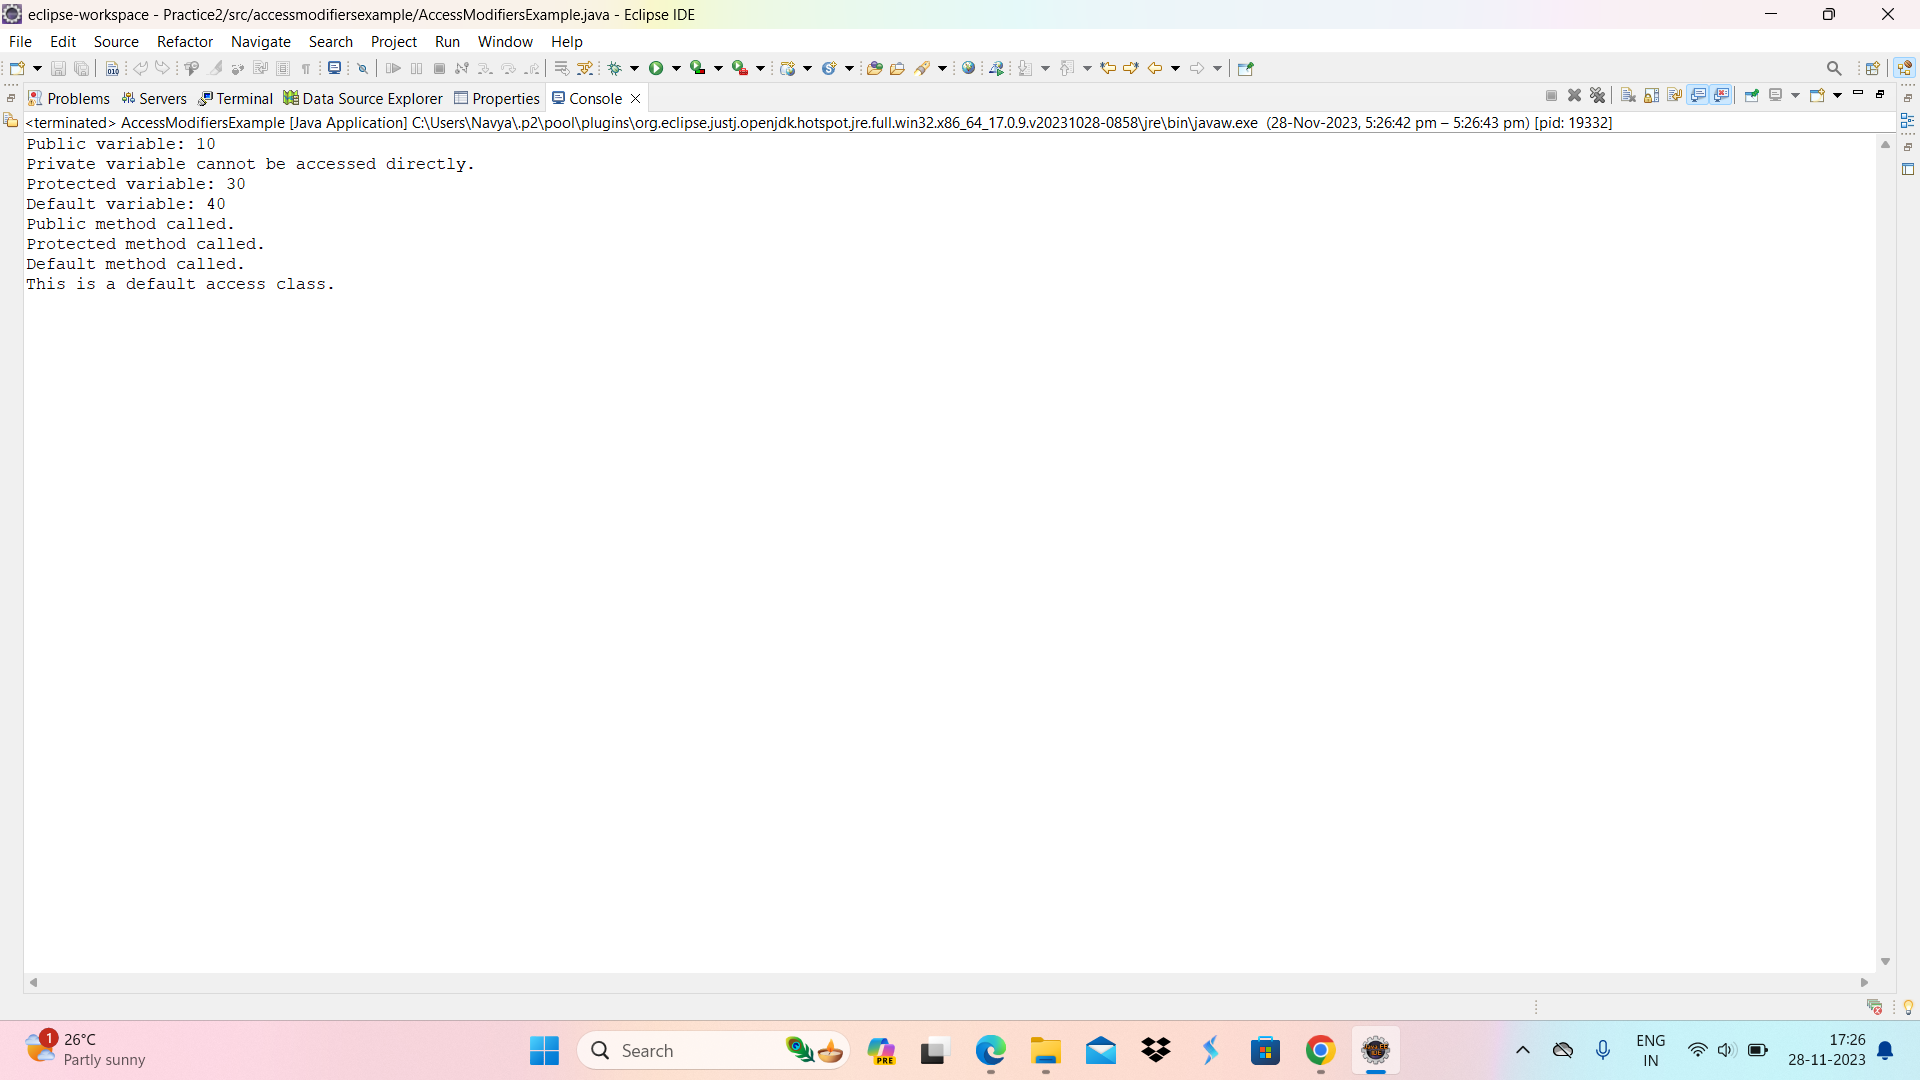 eclipse-workspace - Practice2/src/accessmodifiersexample/AccessModifiersExample.java - Eclipse IDE
File Edit Source Refactor Navigate Search Project Run Window Help
Problems Servers Terminal Data Source Explorer Properties Console
<terminated> AccessModifiersExample [Java Application] C:\Users\Navya\.p2\pool\plugins\org.eclipse.justj.openjdk.hotspot.jre.full.win32.x86_64_17.0.9.v20231028-0858\jre\bin\javaw.exe (28-Nov-2023, 5:26:42 pm – 5:26:43 pm) [pid: 19332]
Public variable: 10
Private variable cannot be accessed directly.
Protected variable: 30
Default variable: 40
Public method called.
Protected method called.
Default method called.
This is a default access class.
1 26°C
Partly sunny
Search
PRE
ENG
IN
17:26
28-11-2023